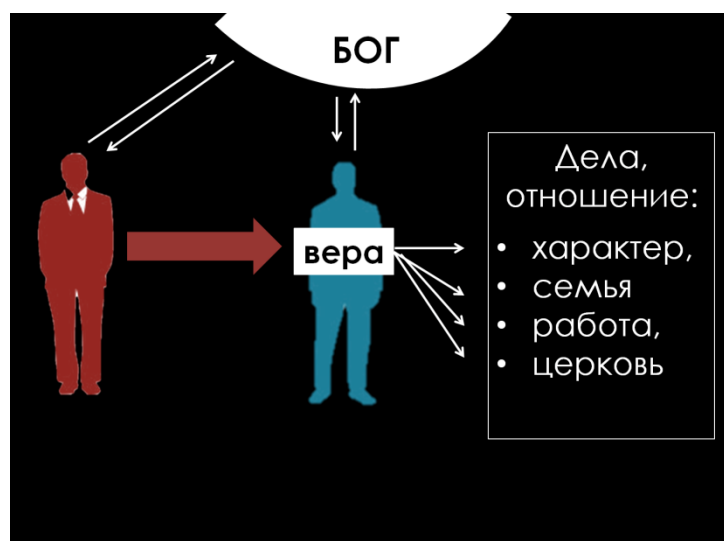 БОГ
вера
Дела,
отношение:
• характер,
• семья
• работа,
• церковь